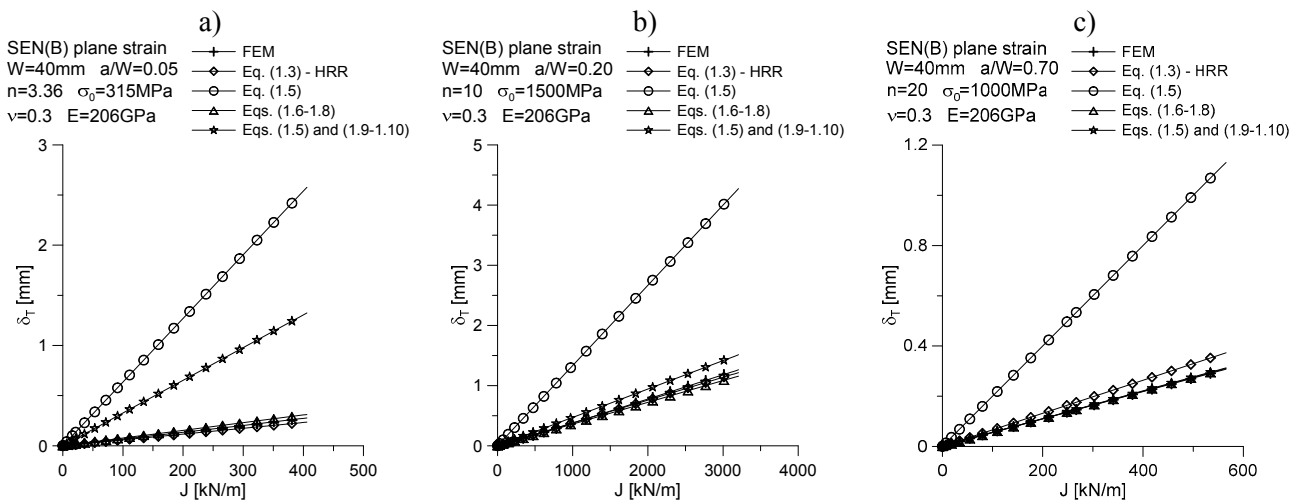 a)
SEN(B) plane strain
W=40mm a/W=0.05
n=3.36 σ₀=315MPa
ν=0.3 E=206GPa
FEM
Eq. (1.3) - HRR
Eq. (1.5)
Eqs. (1.6-1.8)
Eqs. (1.5) and (1.9-1.10)
3
2
1
0
δ_T [mm]
0 100 200 300 400 500
J [kN/m]
b)
SEN(B) plane strain
W=40mm a/W=0.20
n=10 σ₀=1500MPa
ν=0.3 E=206GPa
FEM
Eq. (1.3) - HRR
Eq. (1.5)
Eqs. (1.6-1.8)
Eqs. (1.5) and (1.9-1.10)
5
4
3
2
1
0
δ_T [mm]
0 1000 2000 3000 4000
J [kN/m]
c)
SEN(B) plane strain
W=40mm a/W=0.70
n=20 σ₀=1000MPa
ν=0.3 E=206GPa
FEM
Eq. (1.3) - HRR
Eq. (1.5)
Eqs. (1.6-1.8)
Eqs. (1.5) and (1.9-1.10)
1.2
0.8
0.4
0
δ_T [mm]
0 200 400 600
J [kN/m]